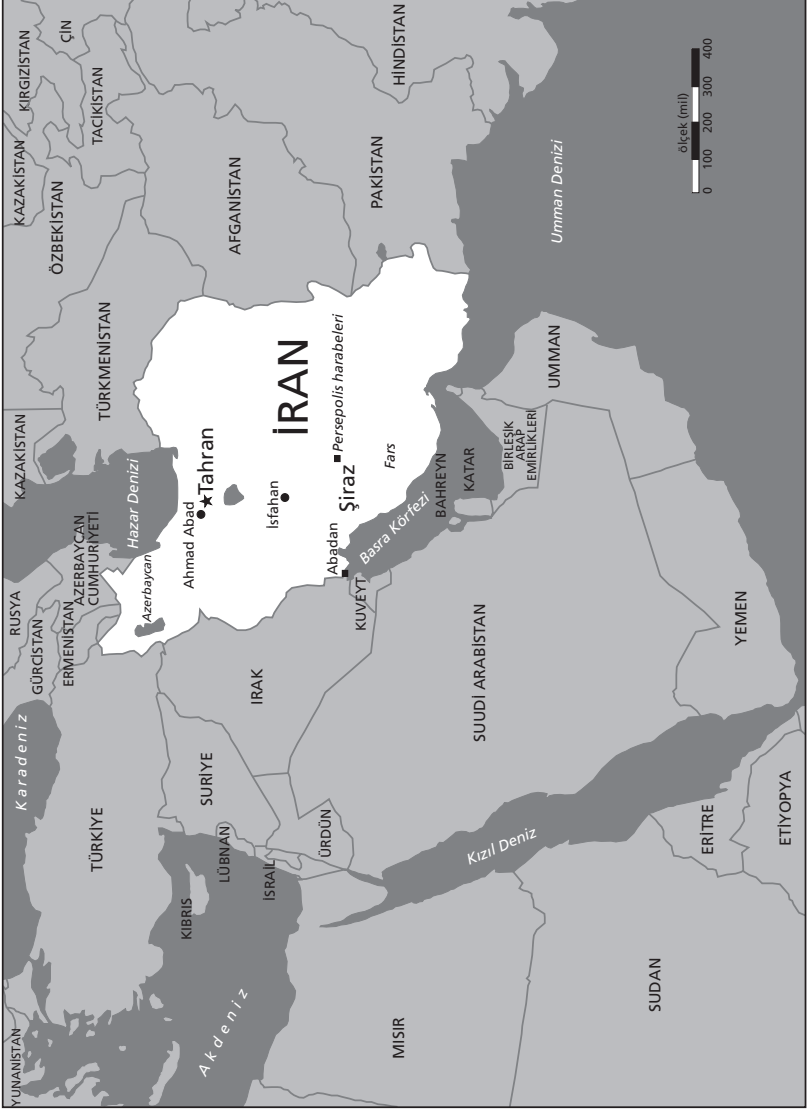 YUNANİSTAN
Karadeniz
GÜRCİSTAN
RUSYA
KAZAKİSTAN
KAZAKİSTAN
KIRGIZİSTAN
ÇİN
ÖZBEKİSTAN
TACİKİSTAN
TÜRKİYE
ERMENİSTAN
AZERBAYCAN
CUMHURİYETİ
Hazar Denizi
TÜRKMENİSTAN
Azerbaycan
Ahmad Abad
Tahran
AFGANİSTAN
Akdeniz
KIBRIS
LÜBNAN
SURİYE
İSRAİL
IRAK
İsfahan
İRAN
ÜRDÜN
Abadan
Şiraz
Persepolis harabeleri
KUVEYT
Fars
PAKİSTAN
HİNDİSTAN
MISIR
Basra Körfezi
BAHREYN
KATAR
SUUDİ ARABİSTAN
BİRLEŞİK
ARAP
EMİRLİKLERİ
UMMAN
Umman Denizi
Kızıl Deniz
SUDAN
ERİTRE
YEMEN
ETİYOPYA
ölçek (mil)
0 100 200 300 400